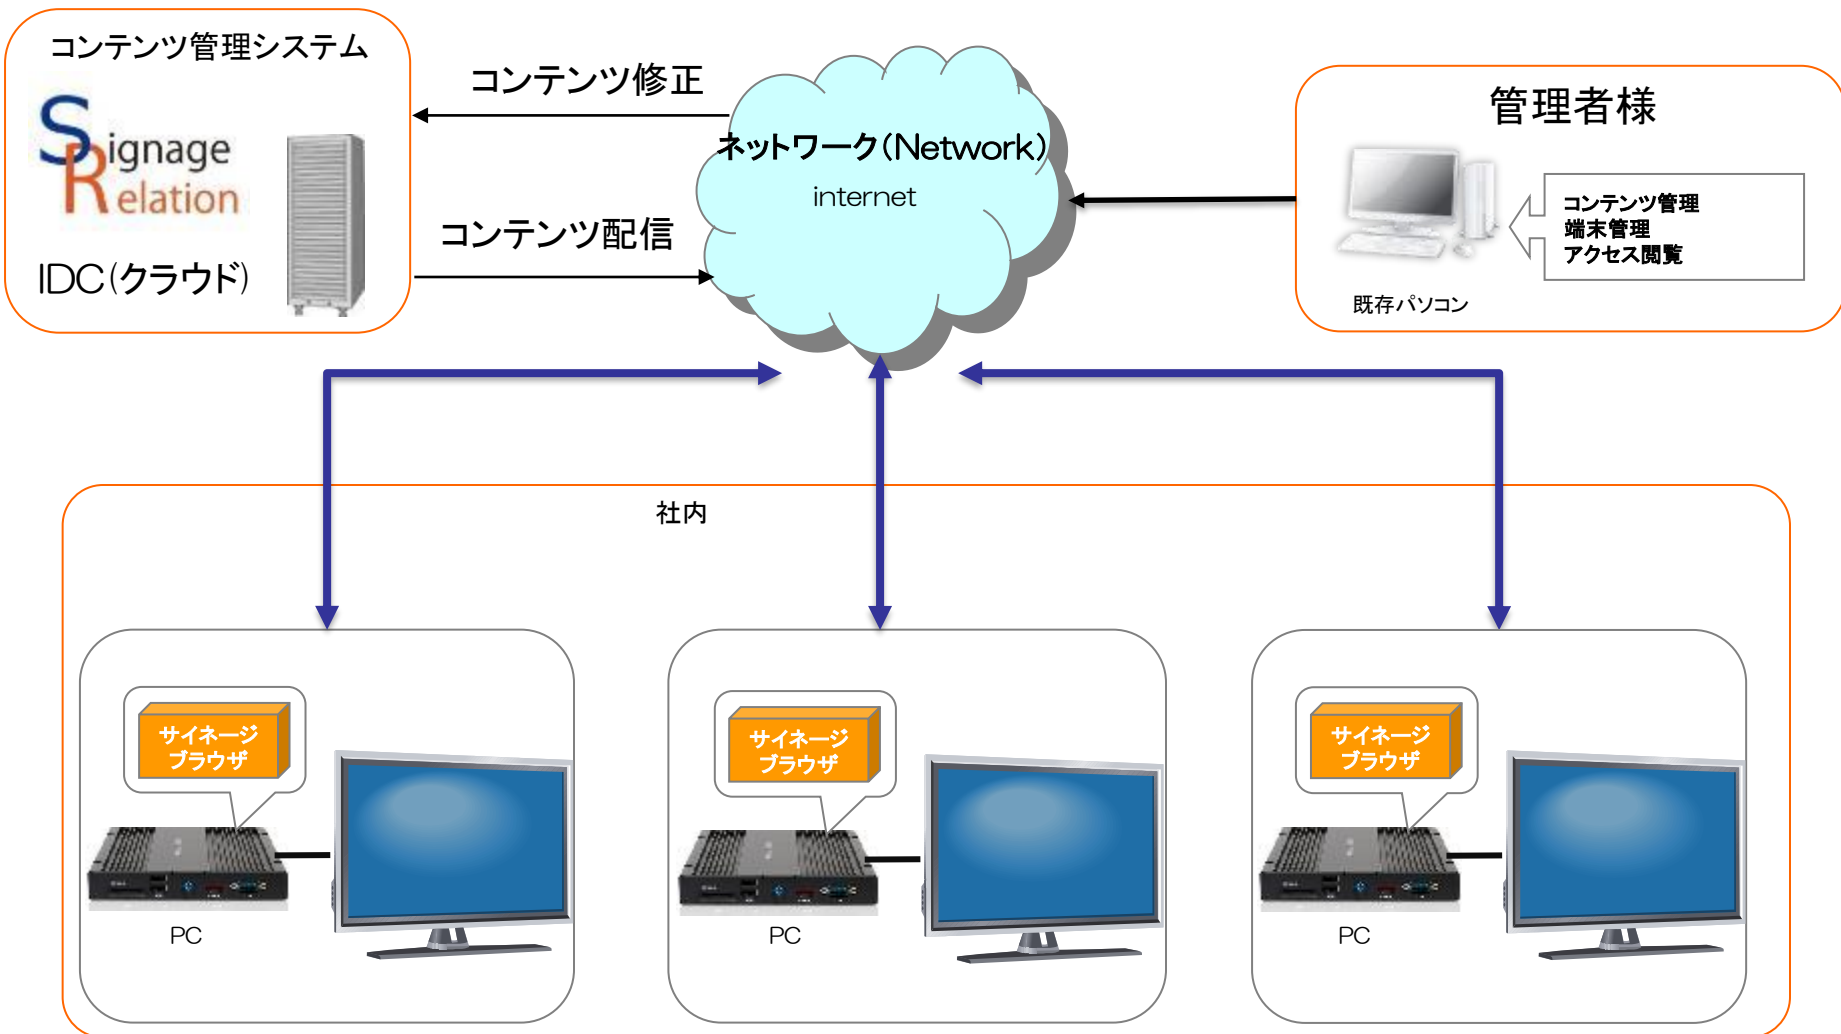 コンテンツ管理システム
Signage
Relation
IDC(クラウド)
コンテンツ修正
コンテンツ配信
ネットワーク(Network)
internet
管理者様
コンテンツ管理
端末管理
アクセス閲覧
既存パソコン
社内
サイネージ
ブラウザ
PC
サイネージ
ブラウザ
PC
サイネージ
ブラウザ
PC